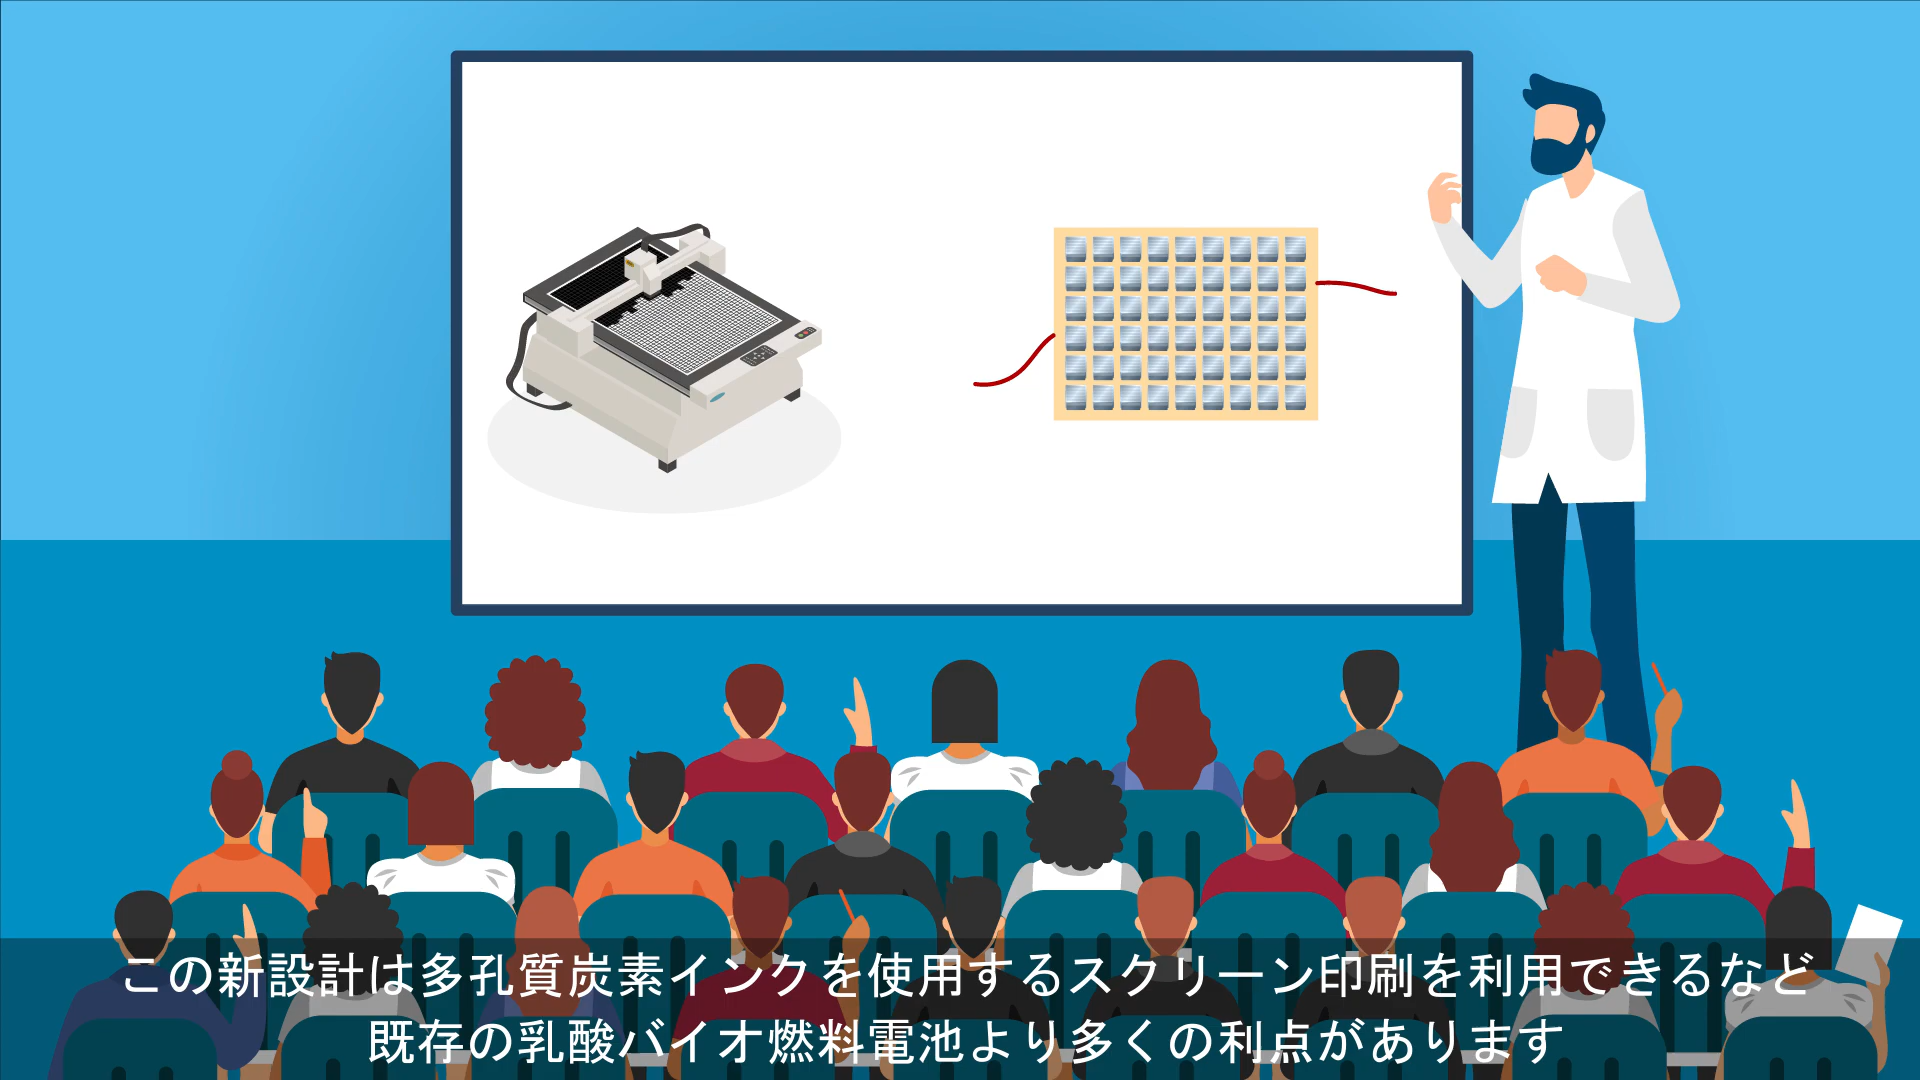 この新設計は多孔質炭素インクを使用するスクリーン印刷を利用できるなど
既存の乳酸バイオ燃料電池より多くの利点があります